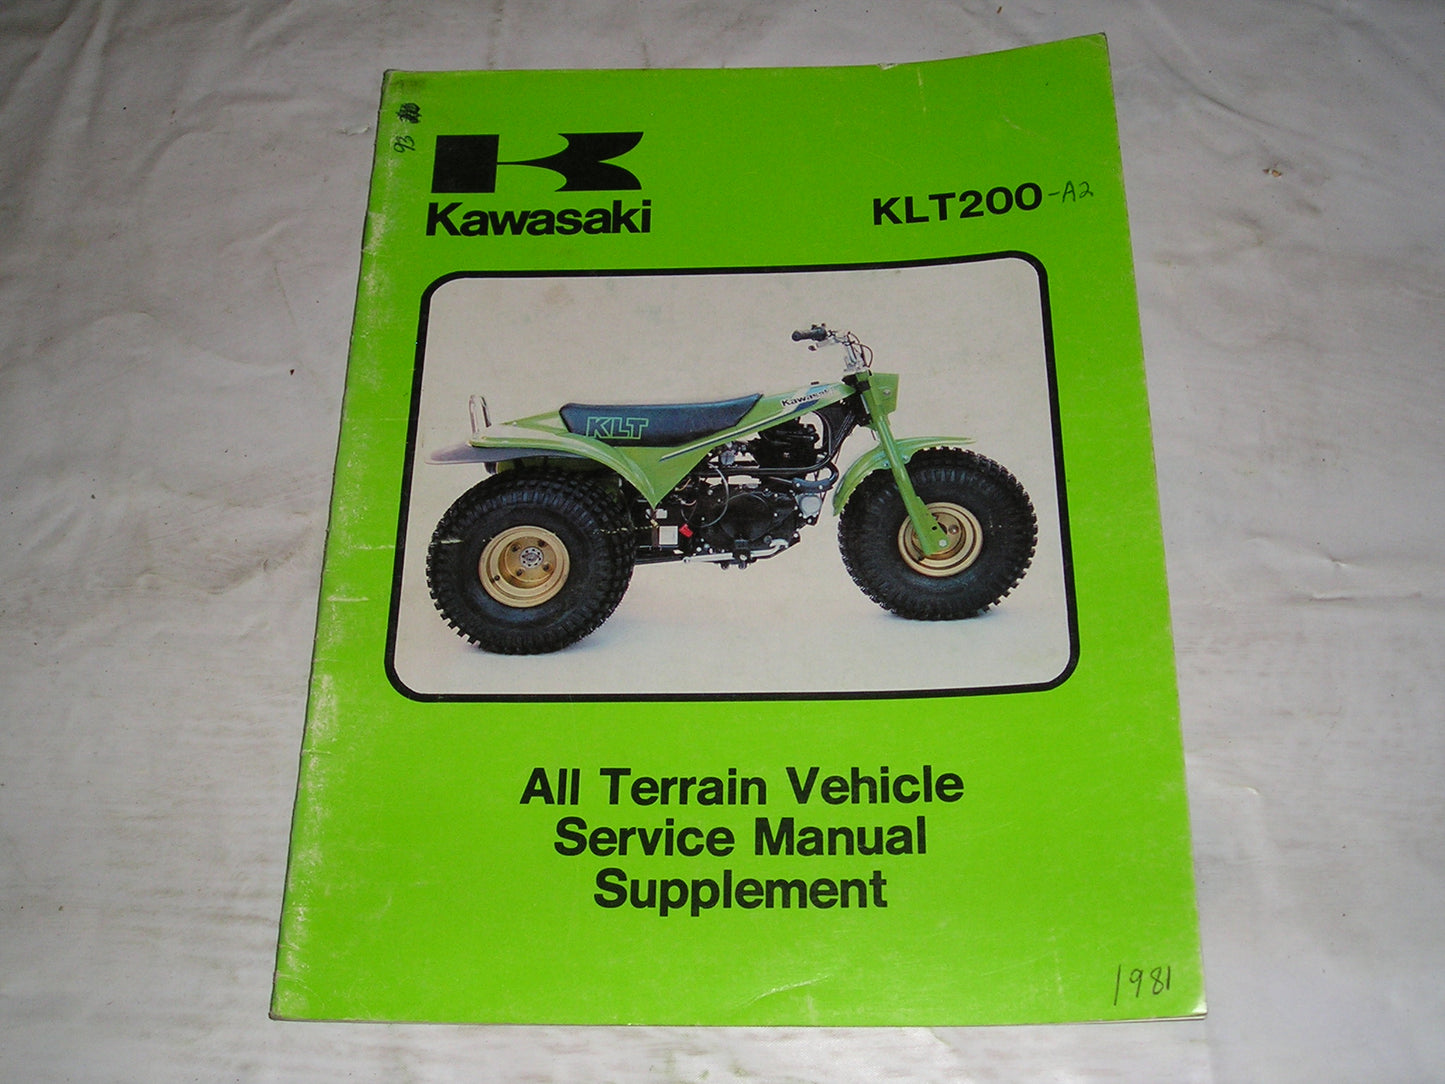 93
Kawasaki
KLT200-A2
Kawasaki
KLT
All Terrain Vehicle
Service Manual
Supplement
1981